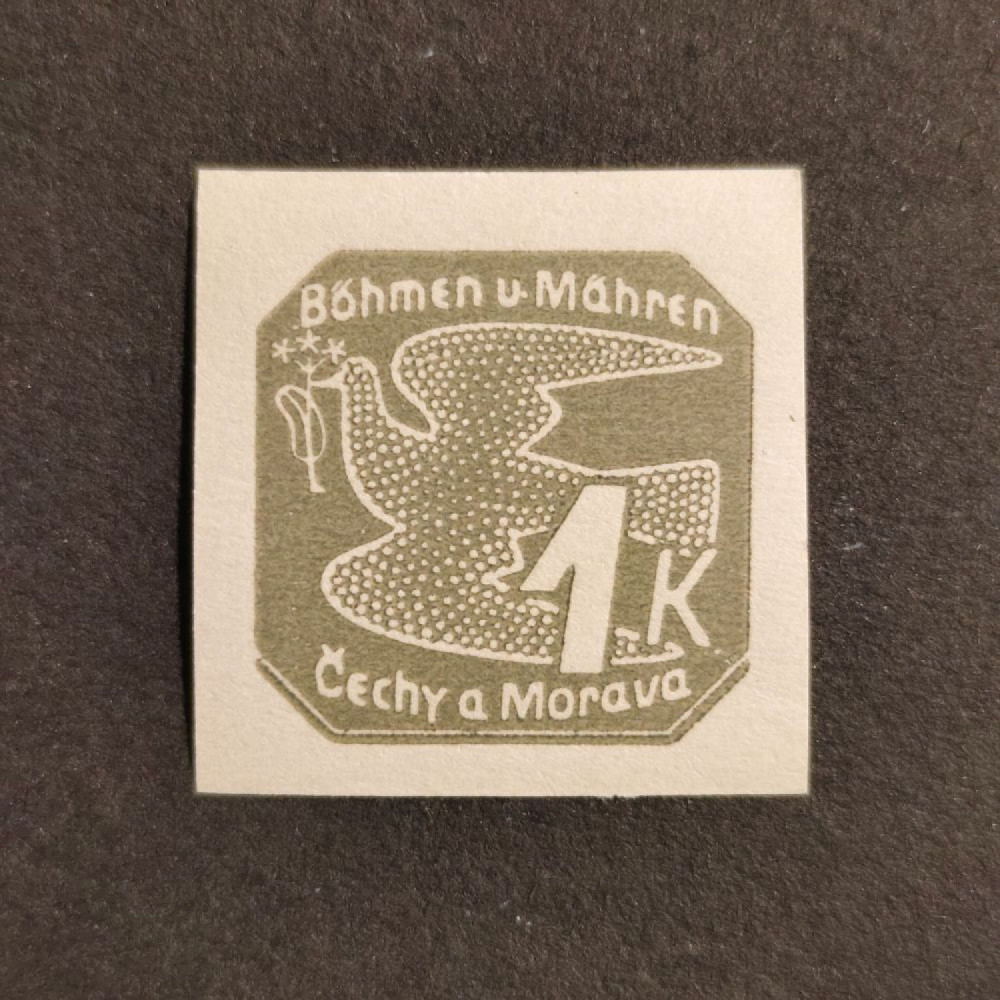 Böhmen u. Mähren
1 K
Čechy a Morava